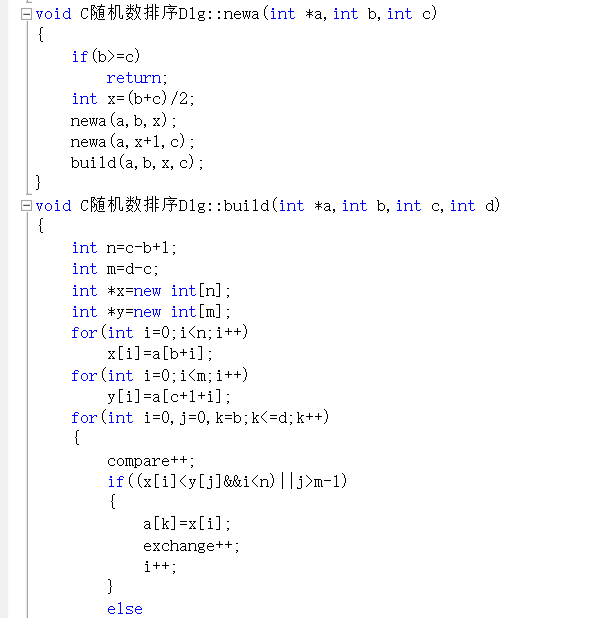 void C随机数排序Dlg::newa(int *a,int b,int c)
{
    if(b>=c)
        return;
    int x=(b+c)/2;
    newa(a,b,x);
    newa(a,x+1,c);
    build(a,b,x,c);
}
void C随机数排序Dlg::build(int *a,int b,int c,int d)
{
    int n=c-b+1;
    int m=d-c;
    int *x=new int[n];
    int *y=new int[m];
    for(int i=0;i<n;i++)
        x[i]=a[b+i];
    for(int i=0;i<m;i++)
        y[i]=a[c+1+i];
    for(int i=0,j=0,k=b;k<=d;k++)
    {
        compare++;
        if((x[i]<y[j]&&i<n)||j>m-1)
        {
            a[k]=x[i];
            exchange++;
            i++;
        }
        else